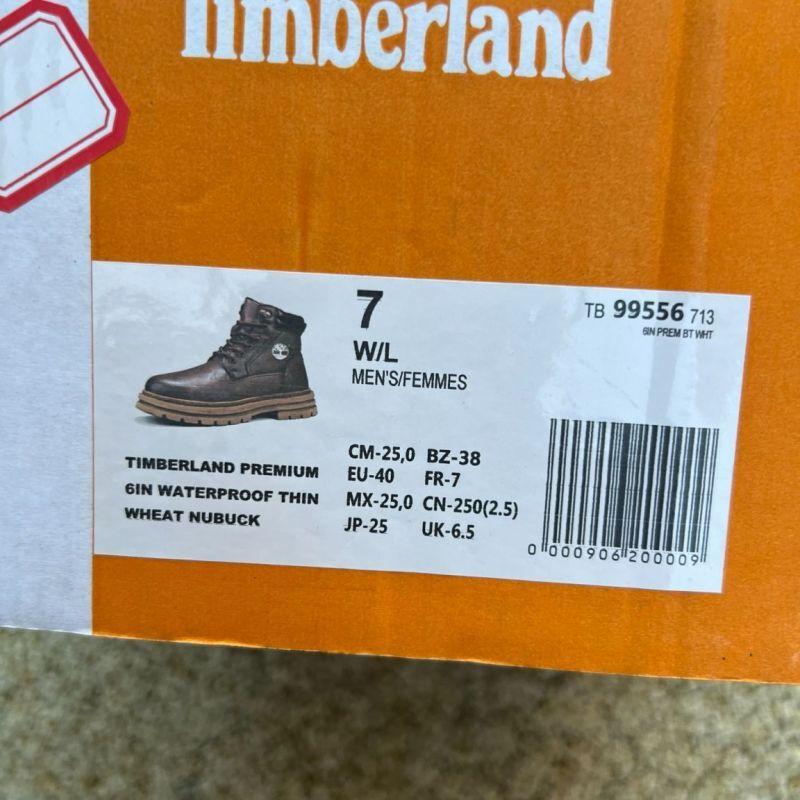 Timberland
7
W/L
MEN'S/FEMMES
TB 99556 713
6IN PREM BT WHT
TIMBERLAND PREMIUM
6IN WATERPROOF THIN
WHEAT NUBUCK
CM-25,0 BZ-38
EU-40 FR-7
MX-25,0 CN-250(2.5)
JP-25 UK-6.5
0 000906 200009